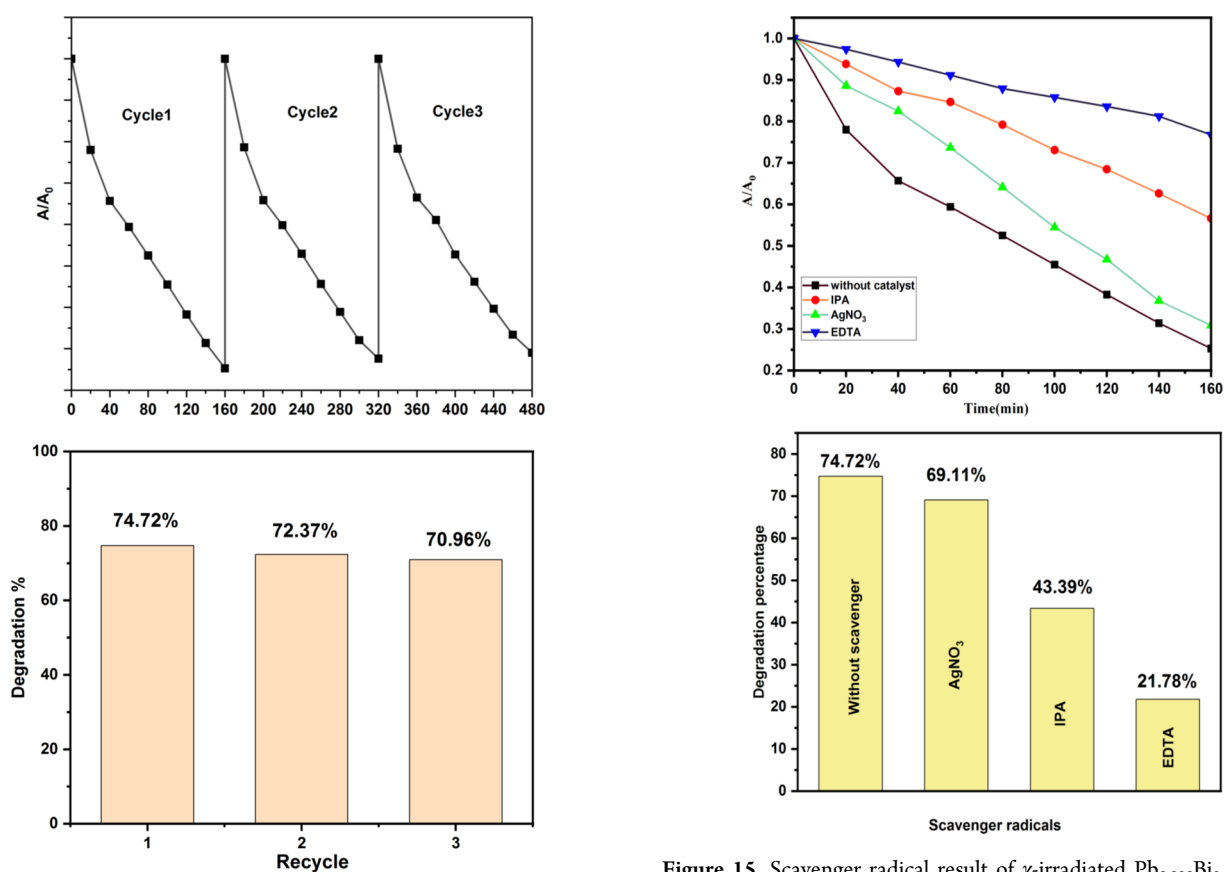 A/A0
Cycle1
Cycle2
Cycle3
0 40 80 120 160 200 240 280 320 360 400 440 480
Degradation %
100
80
60
40
20
0
74.72%
72.37%
70.96%
1 2 3
Recycle
A/A0
1.0
0.9
0.8
0.7
0.6
0.5
0.4
0.3
0.2
without catalyst
IPA
AgNO3
EDTA
0 20 40 60 80 100 120 140 160
Time(min)
Degradation percentage
80
70
60
50
40
30
20
10
0
74.72%
69.11%
43.39%
21.78%
Without scavenger
AgNO3
IPA
EDTA
Scavenger radicals
Figure 15. Scavenger radical result of γ-irradiated